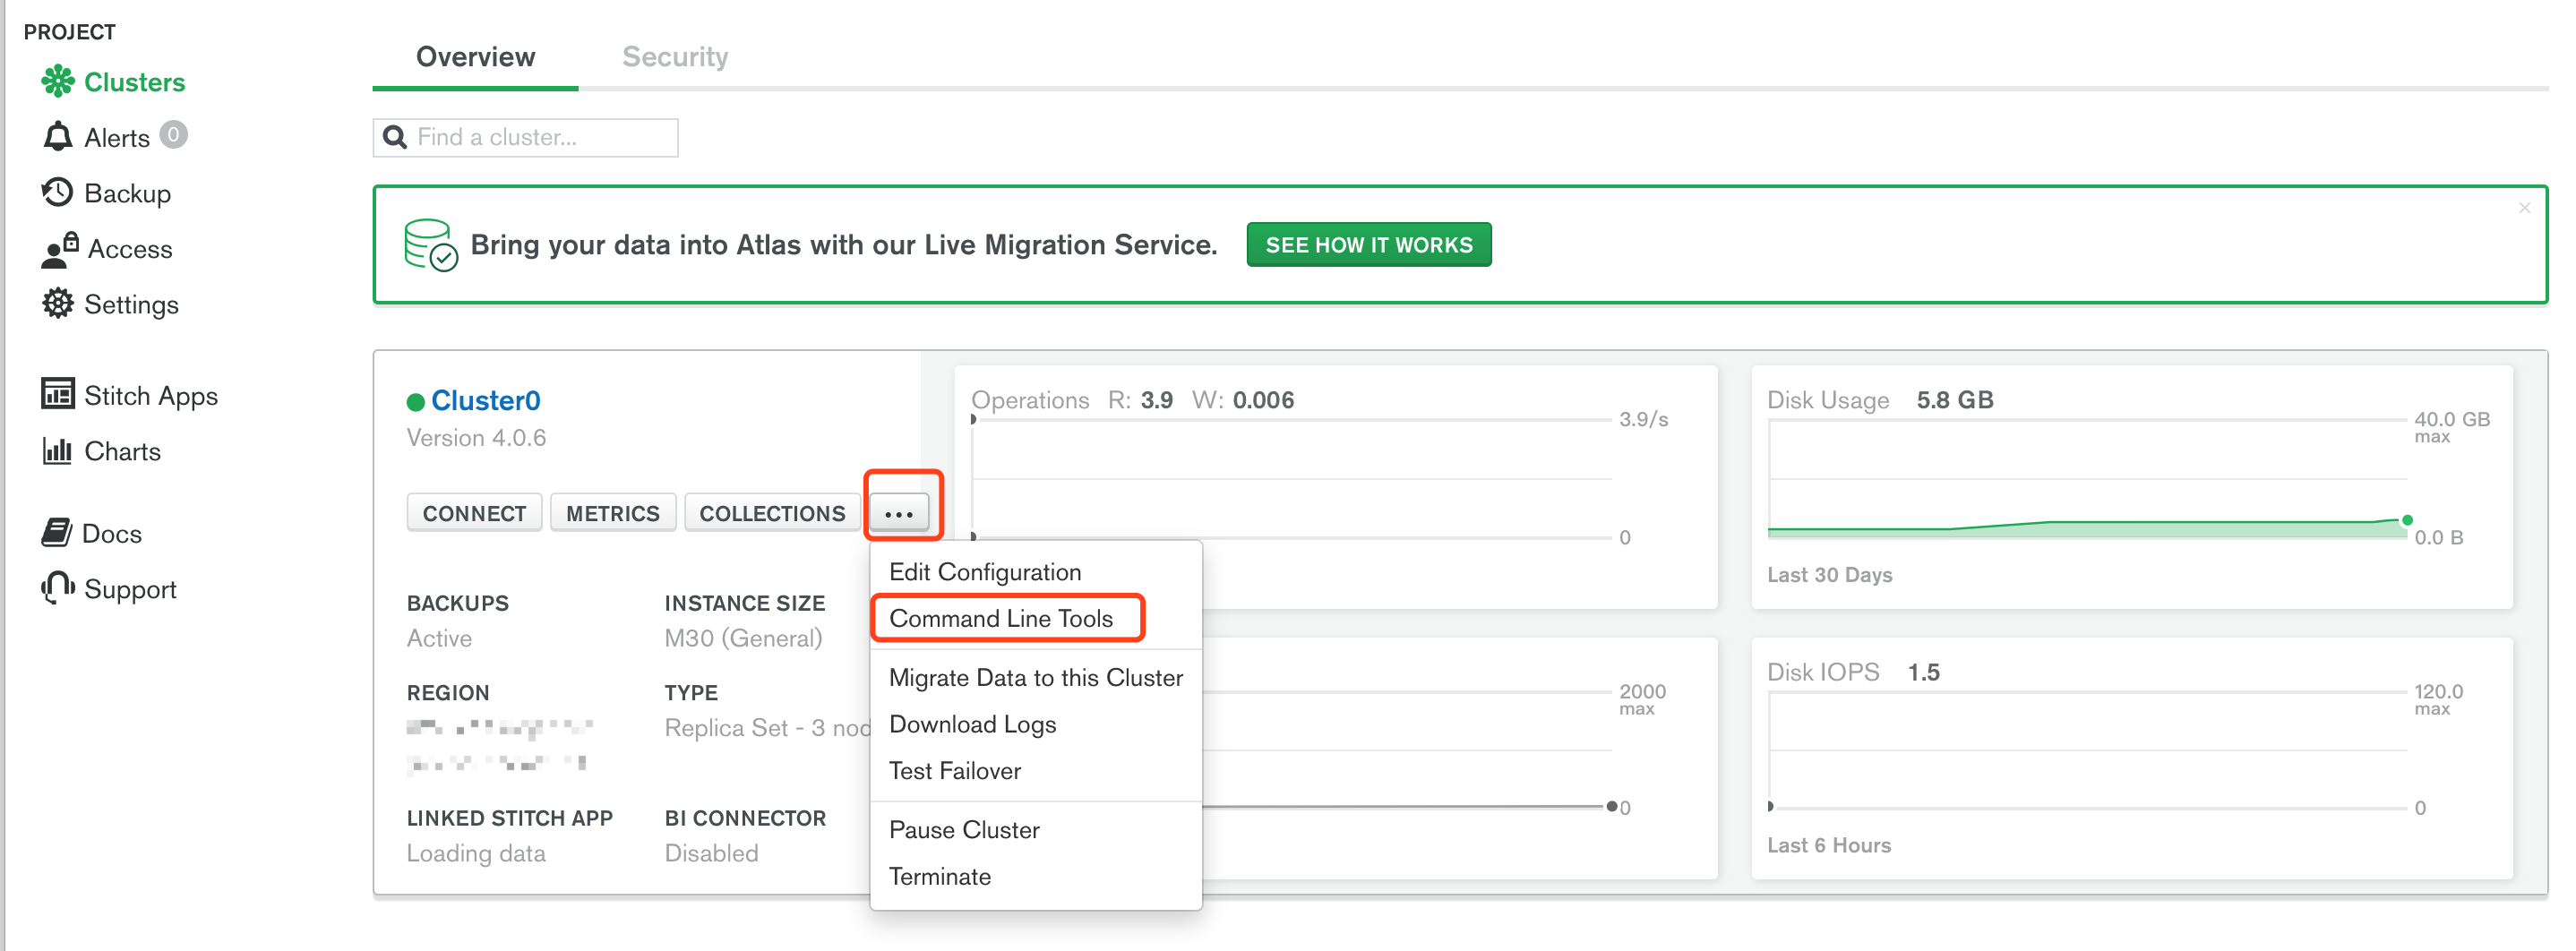 PROJECT
Clusters
Alerts 0
Backup
Access
Settings
Stitch Apps
Charts
Docs
Support
Overview Security
Find a cluster...
Bring your data into Atlas with our Live Migration Service. SEE HOW IT WORKS ×
Cluster0
Version 4.0.6
CONNECT METRICS COLLECTIONS ...
BACKUPS INSTANCE SIZE
Active M30 (General)
REGION TYPE
Replica Set - 3 nod
LINKED STITCH APP BI CONNECTOR
Loading data Disabled
Edit Configuration
Command Line Tools
Migrate Data to this Cluster
Download Logs
Test Failover
Pause Cluster
Terminate
Operations R: 3.9 W: 0.006
3.9/s
0
Disk Usage 5.8 GB
40.0 GB
max
0.0 B
Last 30 Days
2000
max
0
Disk IOPS 1.5
120.0
max
0
Last 6 Hours